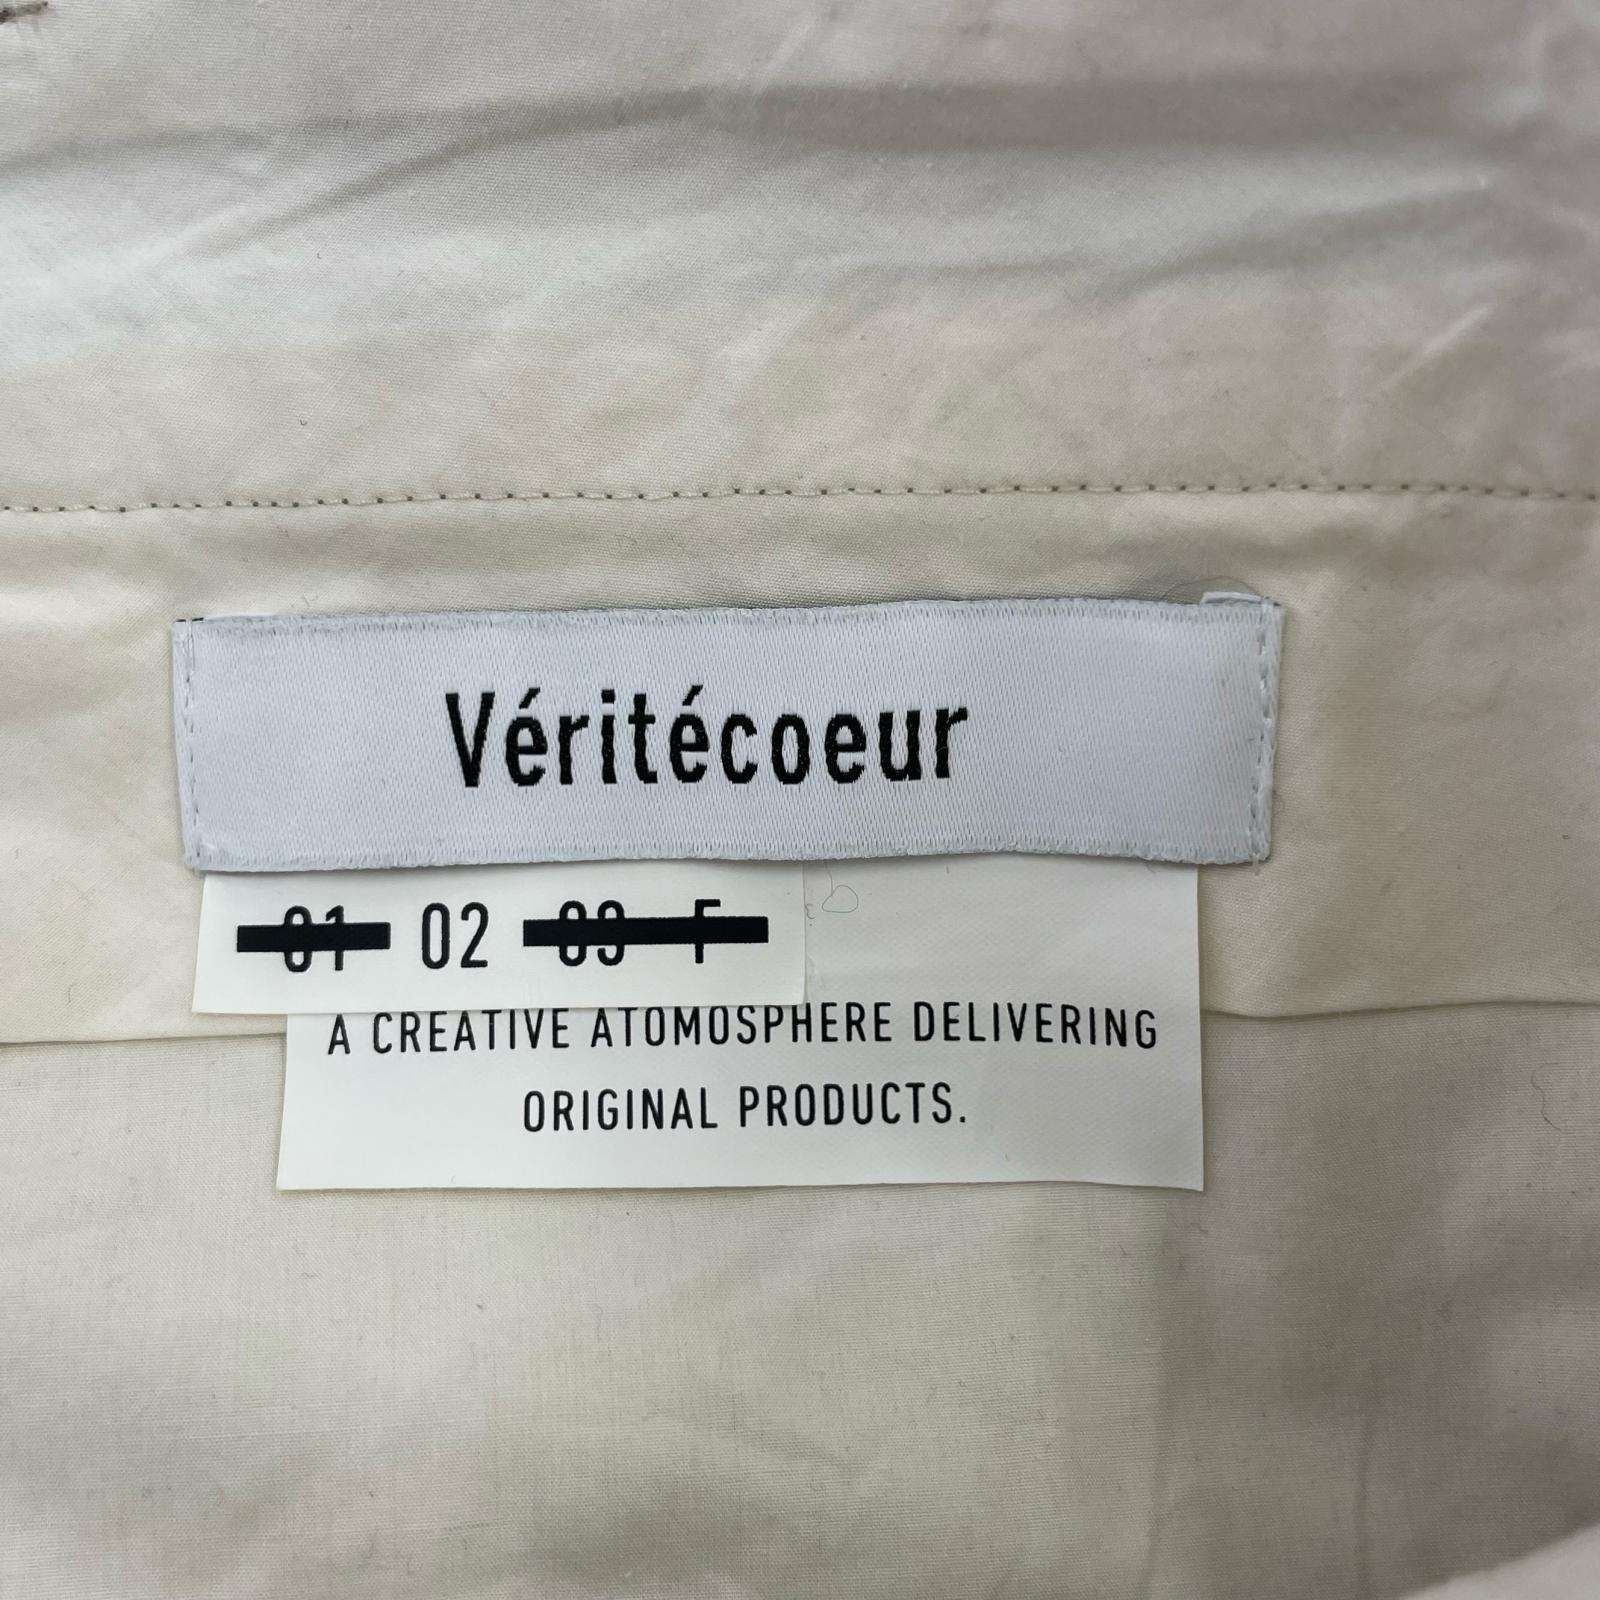 Véritécoeur
01 02 03 F
A CREATIVE ATOMOSPHERE DELIVERING
ORIGINAL PRODUCTS.